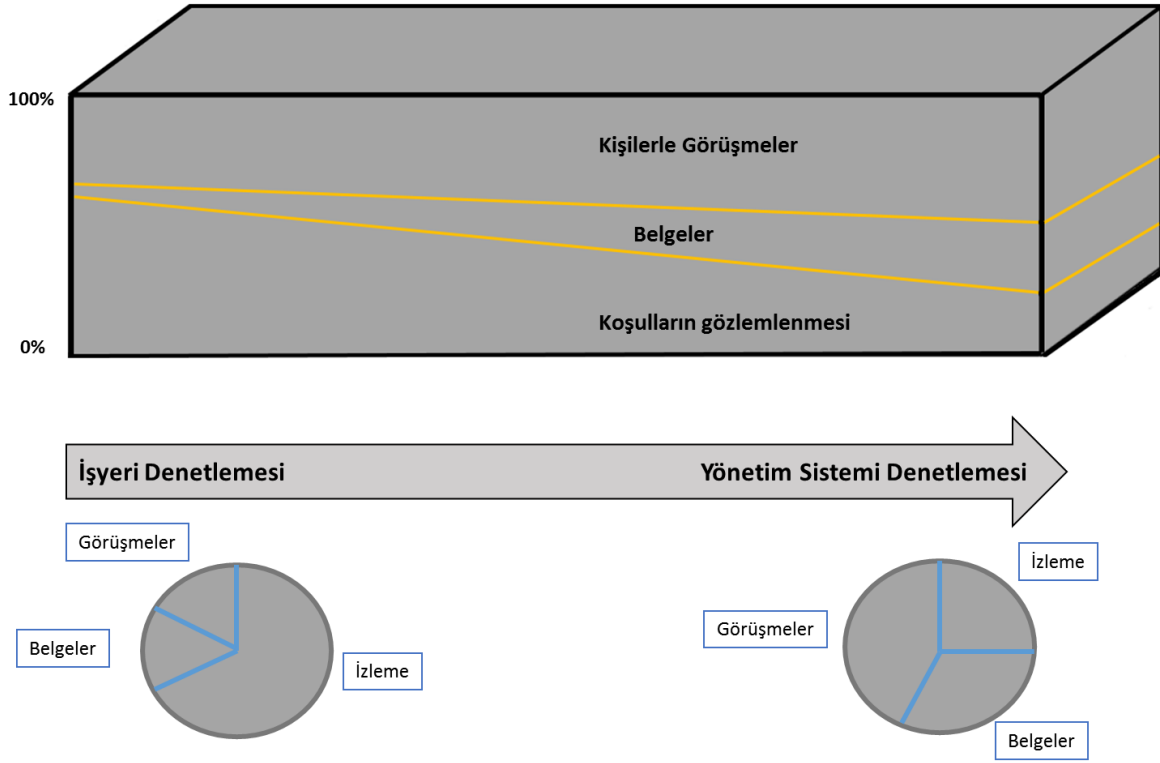 100%
Kişilerle Görüşmeler
Belgeler
Koşulların gözlemlenmesi
0%
İşyeri Denetlemesi
Yönetim Sistemi Denetlemesi
Görüşmeler
Belgeler
İzleme
İzleme
Görüşmeler
Belgeler